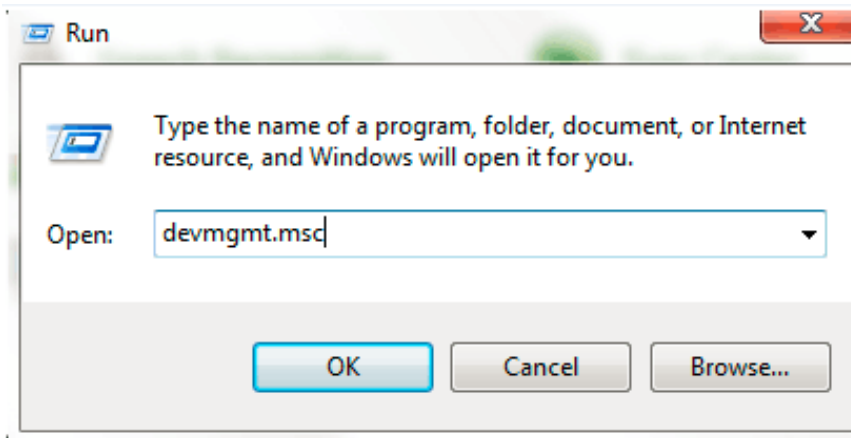 Run
Type the name of a program, folder, document, or Internet
resource, and Windows will open it for you.
Open: devmgmt.msc
OK Cancel Browse...